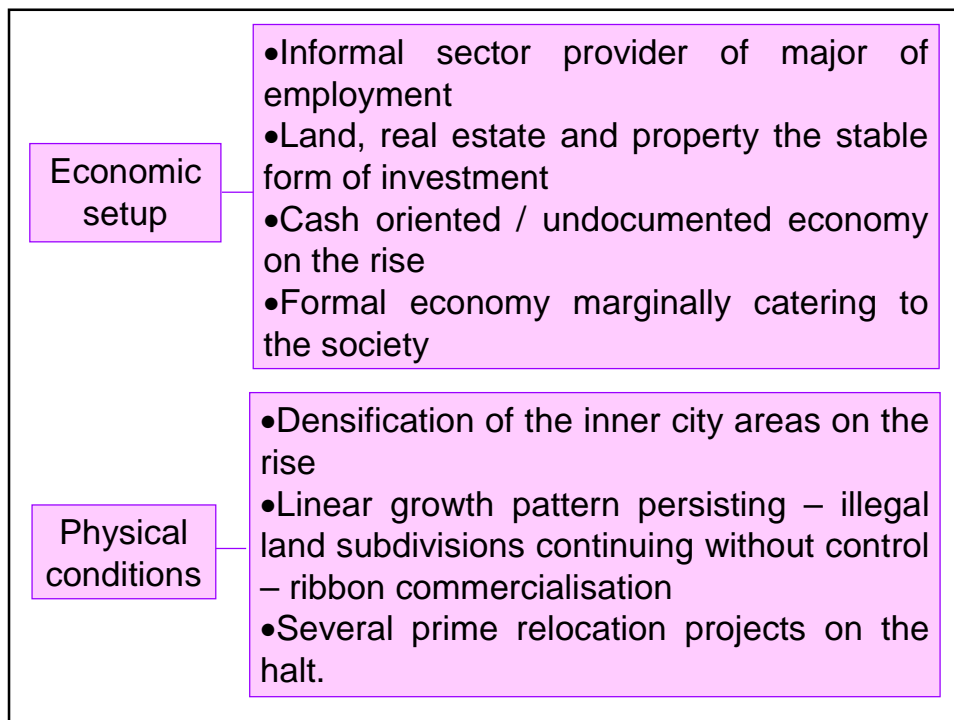 Economic
setup
•Informal sector provider of major of
employment
•Land, real estate and property the stable
form of investment
•Cash oriented / undocumented economy
on the rise
•Formal economy marginally catering to
the society
Physical
conditions
•Densification of the inner city areas on the
rise
•Linear growth pattern persisting – illegal
land subdivisions continuing without control
– ribbon commercialisation
•Several prime relocation projects on the
halt.